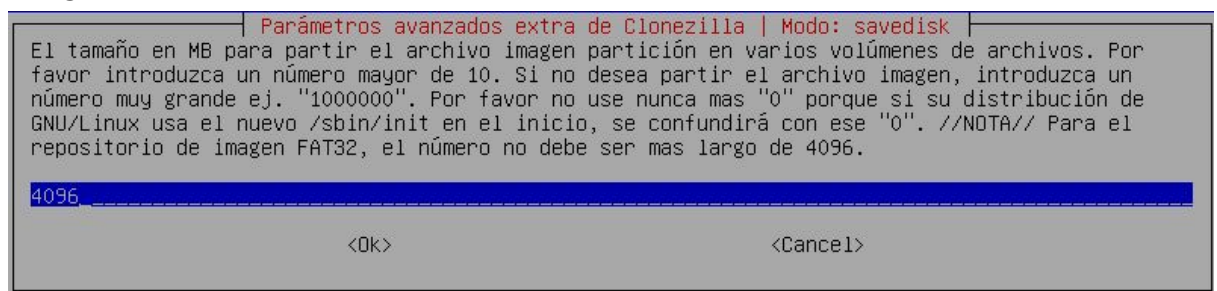 Parámetros avanzados extra de Clonezilla | Modo: savedisk
El tamaño en MB para partir el archivo imagen partición en varios volúmenes de archivos. Por
favor introduzca un número mayor de 10. Si no desea partir el archivo imagen, introduzca un
número muy grande ej. "1000000". Por favor no use nunca mas "0" porque si su distribución de
GNU/Linux usa el nuevo /sbin/init en el inicio, se confundirá con ese "0". //NOTA// Para el
repositorio de imagen FAT32, el número no debe ser mas largo de 4096.
4096
<Ok> <Cancel>